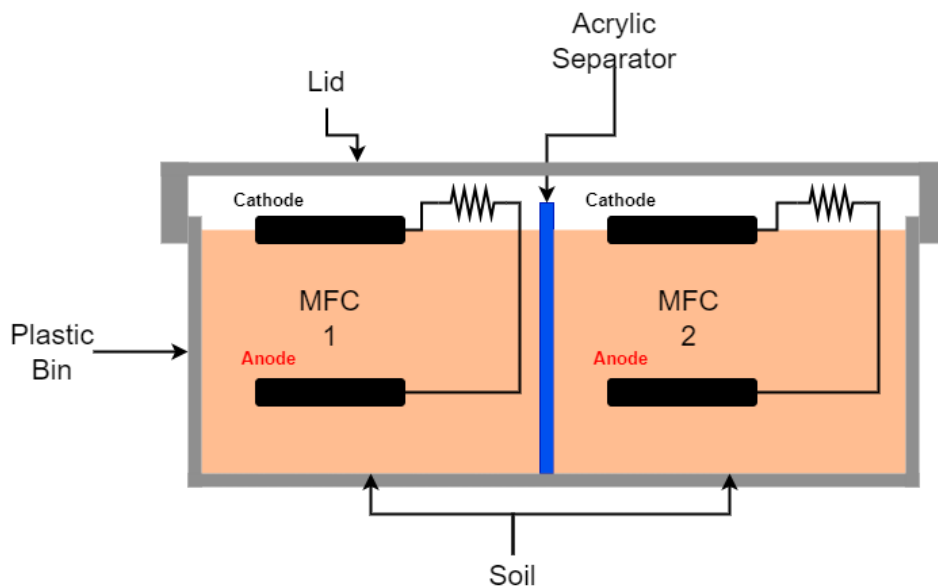 Acrylic
Separator
Lid
Cathode
Cathode
MFC
1
MFC
2
Plastic
Bin
Anode
Anode
Soil